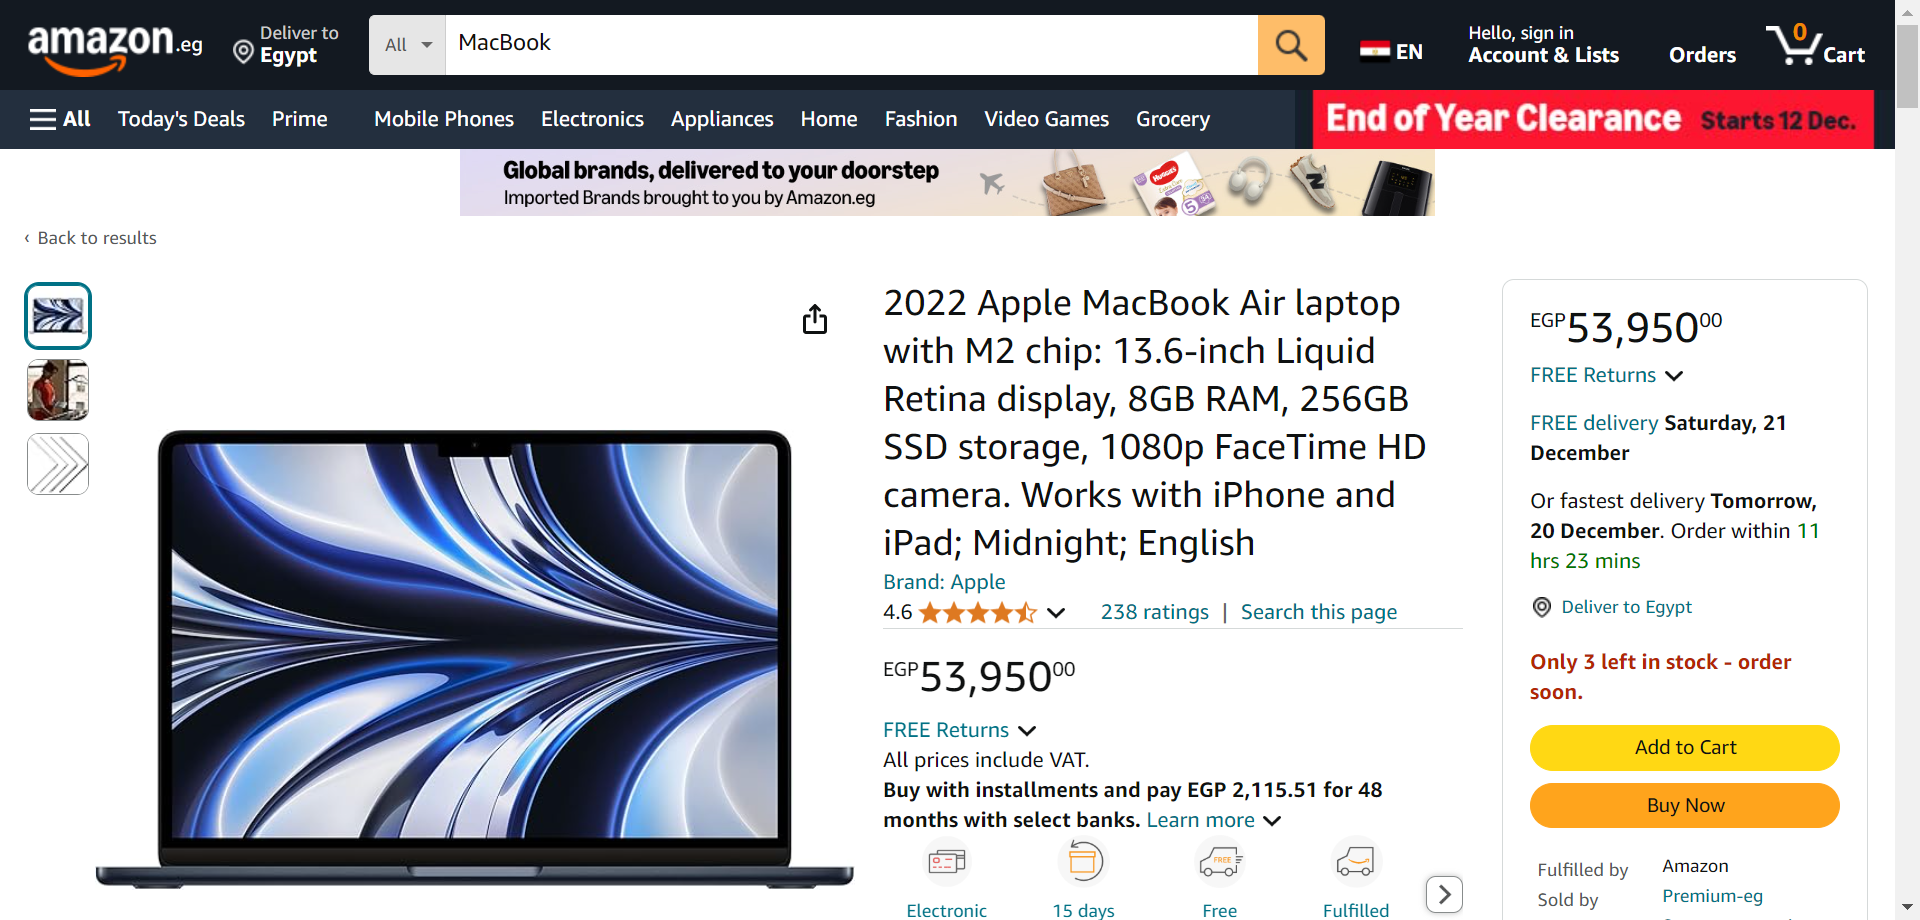 amazon.eg
Deliver to
Egypt
All
MacBook
EN
Hello, sign in
Account & Lists
Orders
0
Cart
All
Today's Deals
Prime
Mobile Phones
Electronics
Appliances
Home
Fashion
Video Games
Grocery
End of Year Clearance Starts 12 Dec.
Global brands, delivered to your doorstep
Imported Brands brought to you by Amazon.eg
HUGGIES
5
‹ Back to results
2022 Apple MacBook Air laptop
with M2 chip: 13.6-inch Liquid
Retina display, 8GB RAM, 256GB
SSD storage, 1080p FaceTime HD
camera. Works with iPhone and
iPad; Midnight; English
Brand: Apple
4.6
238 ratings | Search this page
EGP53,95000
FREE Returns
All prices include VAT.
Buy with installments and pay EGP 2,115.51 for 48
months with select banks. Learn more
FREE
Electronic
15 days
Free
Fulfilled
EGP53,95000
FREE Returns
FREE delivery Saturday, 21
December
Or fastest delivery Tomorrow,
20 December. Order within 11
hrs 23 mins
Deliver to Egypt
Only 3 left in stock - order
soon.
Add to Cart
Buy Now
Fulfilled by Amazon
Sold by Premium-eg